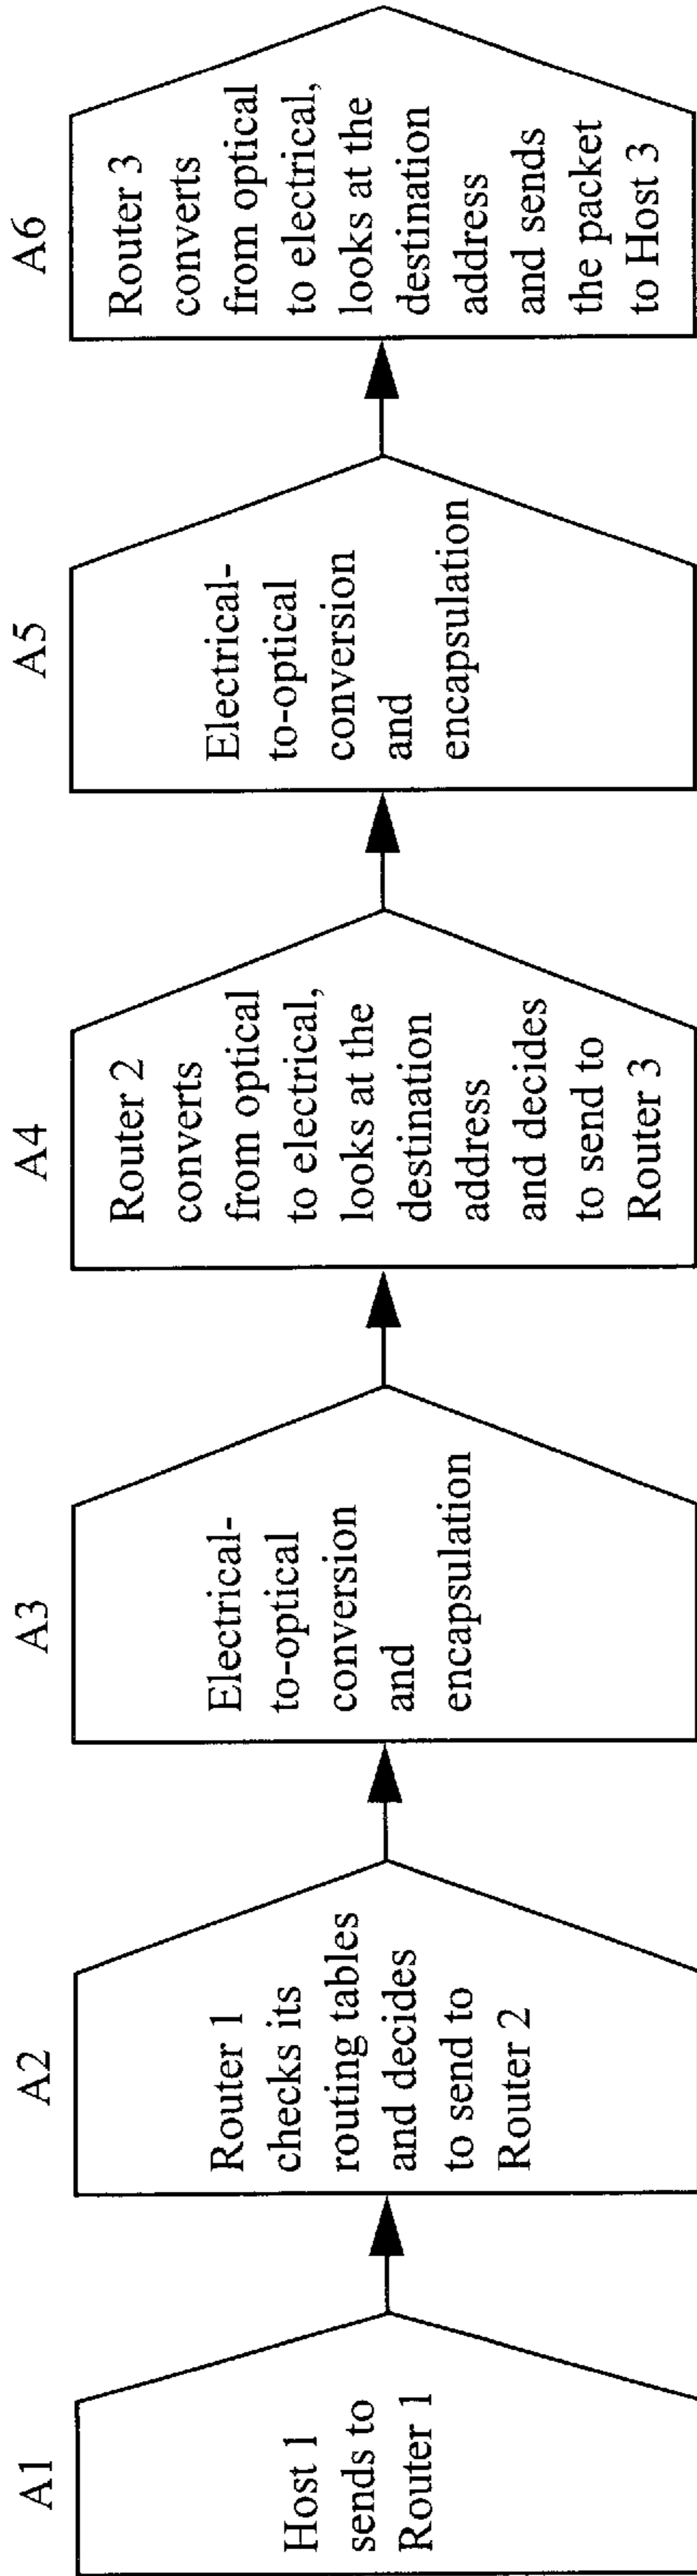 A1
Host 1
sends to
Router 1
A2
Router 1
checks its
routing tables
and decides
to send to
Router 2
A3
Electrical-
to-optical
conversion
and
encapsulation
A4
Router 2
converts
from optical
to electrical,
looks at the
destination
address
and decides
to send to
Router 3
A5
Electrical-
to-optical
conversion
and
encapsulation
A6
Router 3
converts
from optical
to electrical,
looks at the
destination
address
and sends
the packet
to Host 3